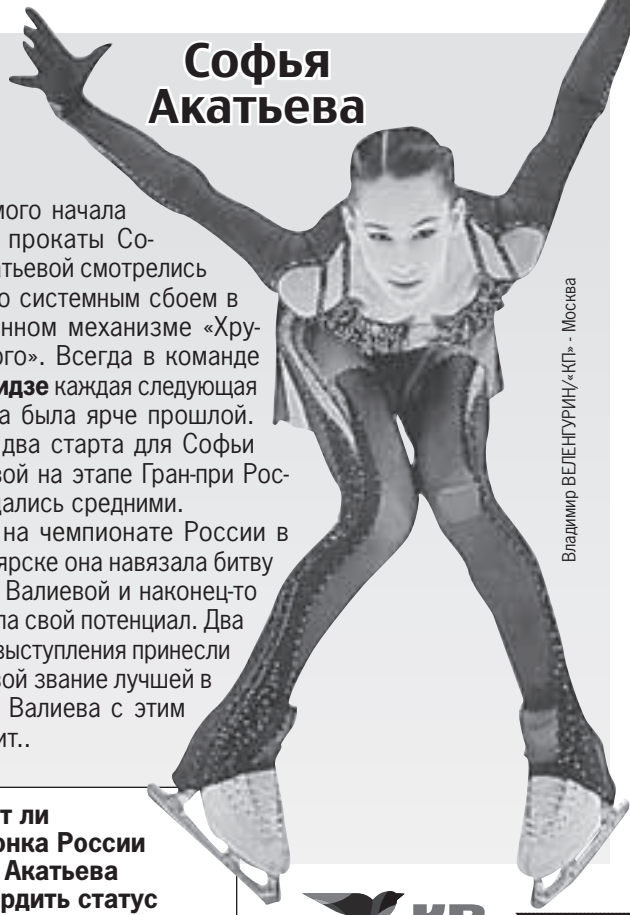 Софья
Акатьева
мого начала
прокаты Со-
атьевой смотрелись
о системным сбоем в
енном механизме «Хру-
ого». Всегда в команде
идзе каждая следующая
а была ярче прошлой.
два старта для Софьи
вой на этапе Гран-при Рос-
дались средними.
на чемпионате России в
ярске она навязала битву
Валиевой и наконец-то
ла свой потенциал. Два
выступления принесли
вой звание лучшей в
Валиева с этим
ит..
Владимир ВЕЛЕНГУРИН/«КП» - Москва
т ли
онка России
Акатьева
рдить статус